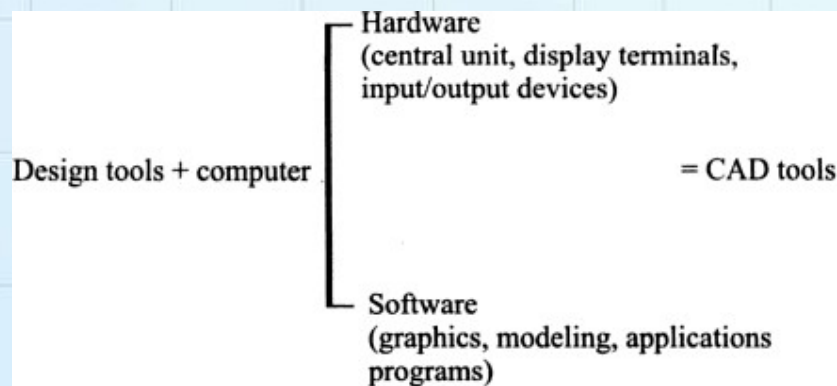 Hardware
(central unit, display terminals,
input/output devices)
Design tools + computer
= CAD tools
Software
(graphics, modeling, applications
programs)